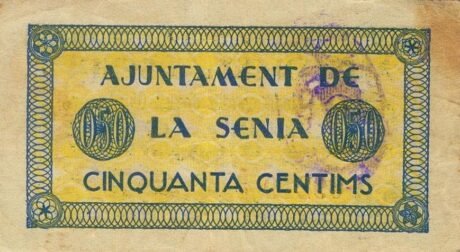 AJUNTAMENT DE
0,50 LA SENIA 0,50
CINQUANTA CENTIMS